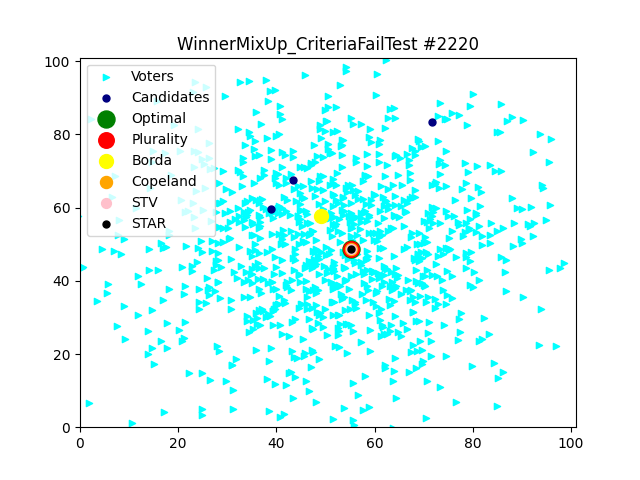 WinnerMixUp_CriteriaFailTest #2220
100
80
60
40
20
0
Voters
Candidates
Optimal
Plurality
Borda
Copeland
STV
STAR
0 20 40 60 80 100